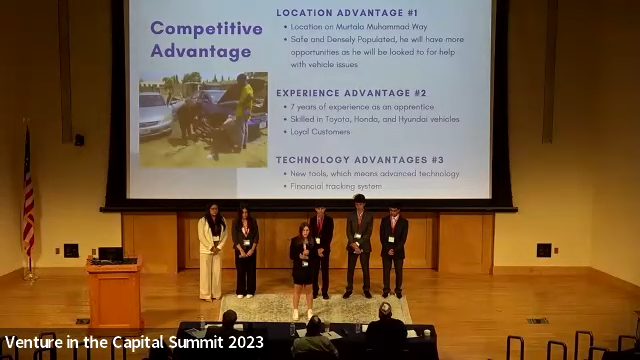 Competitive
Advantage
LOCATION ADVANTAGE #1
Location on Murtala Muhammad Way
Safe and Densely Populated, he will have more
opportunities as he will be looked to for help
with vehicle issues
EXPERIENCE ADVANTAGE #2
7 years of experience as an apprentice
Skilled in Toyota, Honda, and Hyundai vehicles
Loyal Customers
TECHNOLOGY ADVANTAGES #3
New tools, which means advanced technology
Financial tracking system
Venture in the Capital Summit 2023